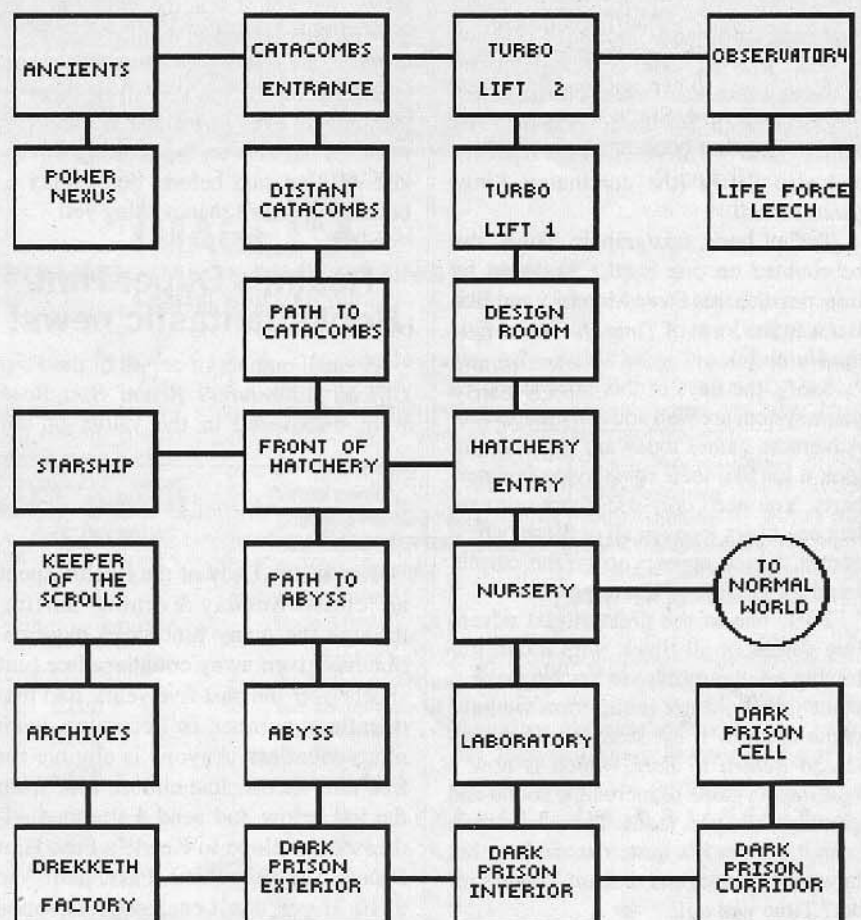 ANCIENTS
CATACOMBS
ENTRANCE
TURBO
LIFT 2
OBSERVATORY
POWER
NEXUS
DISTANT
CATACOMBS
TURBO
LIFT 1
LIFE FORCE
LEECH
PATH TO
CATACOMBS
DESIGN
ROOOM
STARSHIP
FRONT OF
HATCHERY
HATCHERY
ENTRY
KEEPER
OF THE
SCROLLS
PATH TO
ABYSS
NURSERY
TO
NORMAL
WORLD
ARCHIVES
ABYSS
LABORATORY
DARK
PRISON
CELL
DREKKETH
FACTORY
DARK
PRISON
EXTERIOR
DARK
PRISON
INTERIOR
DARK
PRISON
CORRIDOR